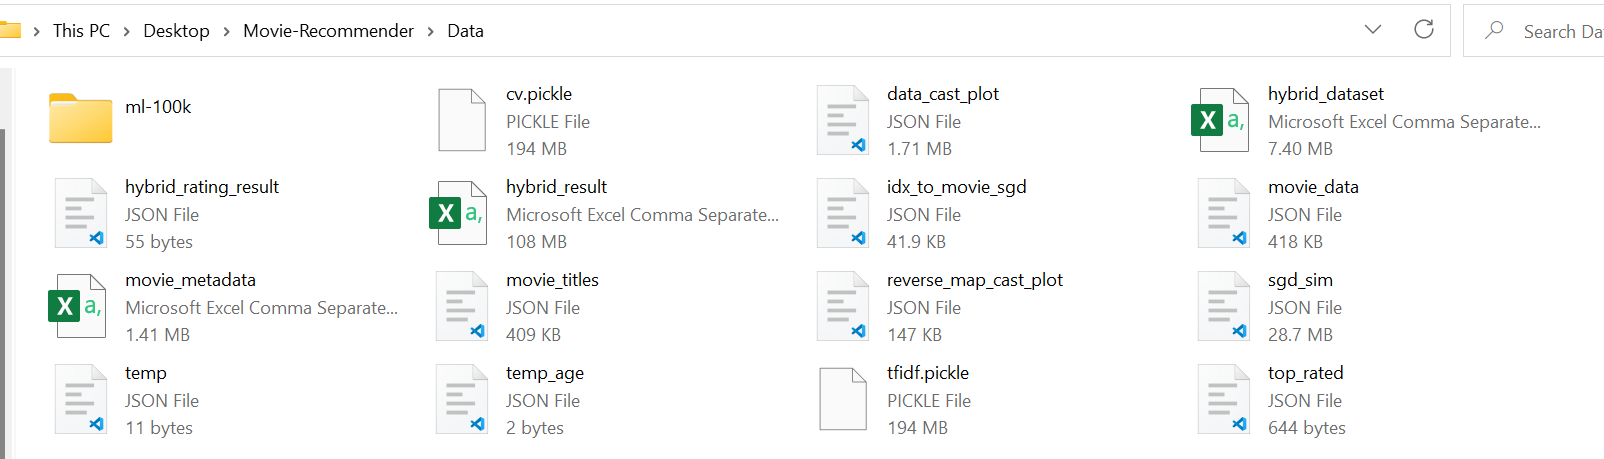 This PC > Desktop > Movie-Recommender > Data
Search Da
ml-100k
cv.pickle
PICKLE File
194 MB
data_cast_plot
JSON File
1.71 MB
hybrid_dataset
Microsoft Excel Comma Separate...
7.40 MB
hybrid_rating_result
JSON File
55 bytes
hybrid_result
Microsoft Excel Comma Separate...
108 MB
idx_to_movie_sgd
JSON File
41.9 KB
movie_data
JSON File
418 KB
movie_metadata
Microsoft Excel Comma Separate...
1.41 MB
movie_titles
JSON File
409 KB
reverse_map_cast_plot
JSON File
147 KB
sgd_sim
JSON File
28.7 MB
temp
JSON File
11 bytes
temp_age
JSON File
2 bytes
tfidf.pickle
PICKLE File
194 MB
top_rated
JSON File
644 bytes